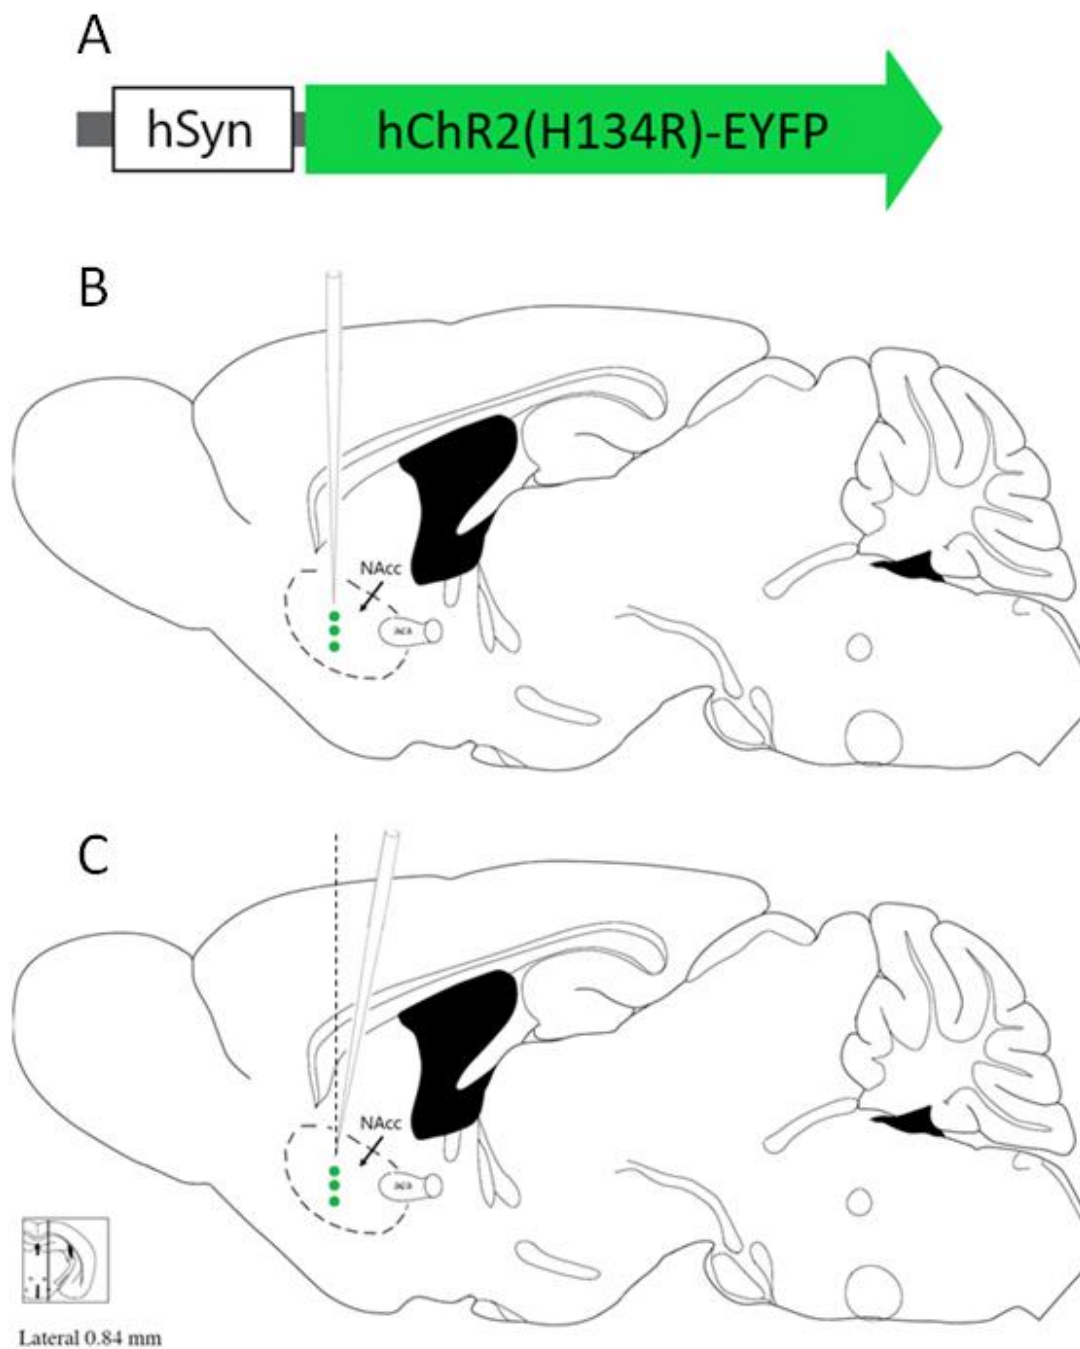 A
hSyn
hChR2(H134R)-EYFP
B
NAcc
aca
C
NAcc
aca
Lateral 0.84 mm